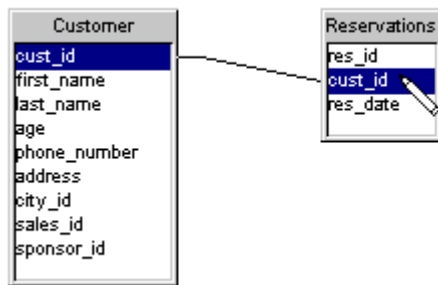 Customer
cust_id
first_name
last_name
age
phone_number
address
city_id
sales_id
sponsor_id
Reservations
res_id
cust_id
res_date